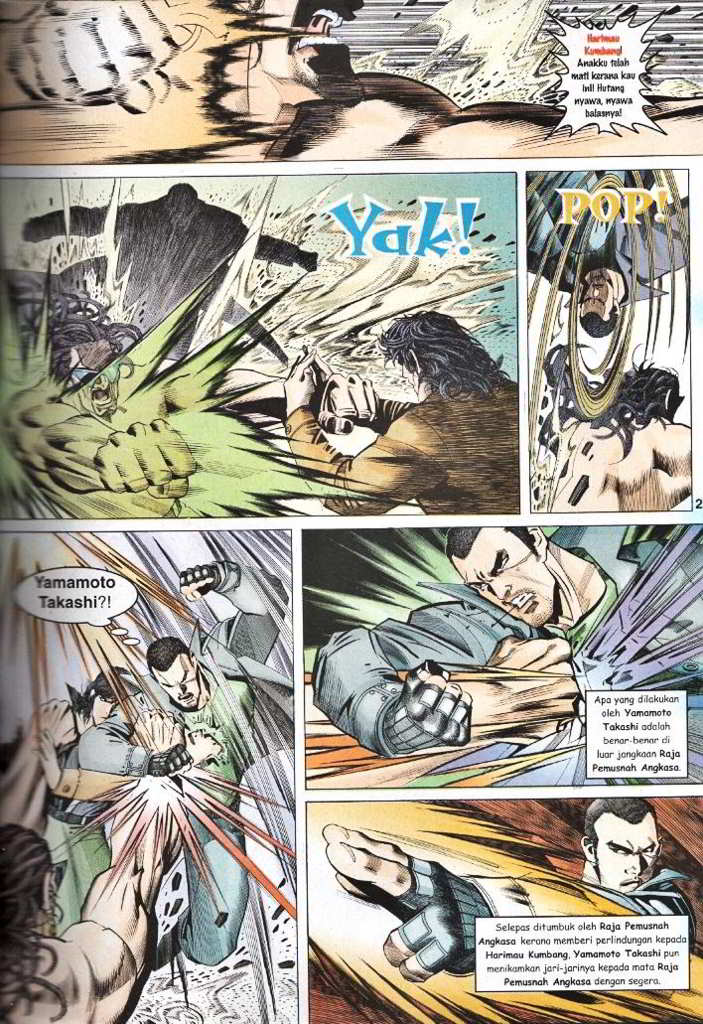 Harimau
Kumbang!
Anakku telah
mati kerana kau
ini! Hutang
nyawa, nyawa
balasnya!
Yak!
POP!
2
Yamamoto
Takashi?!
Apa yang dilakukan
oleh Yamamoto
Takashi adalah
benar-benar di
luar jangkaan Raja
Pemusnah Angkasa.
Selepas ditumbuk oleh Raja Pemusnah
Angkasa kerana memberi perlindungan kepada
Harimau Kumbang, Yamamoto Takashi pun
menikamkan jari-jarinya kepada mata Raja
Pemusnah Angkasa dengan segera.